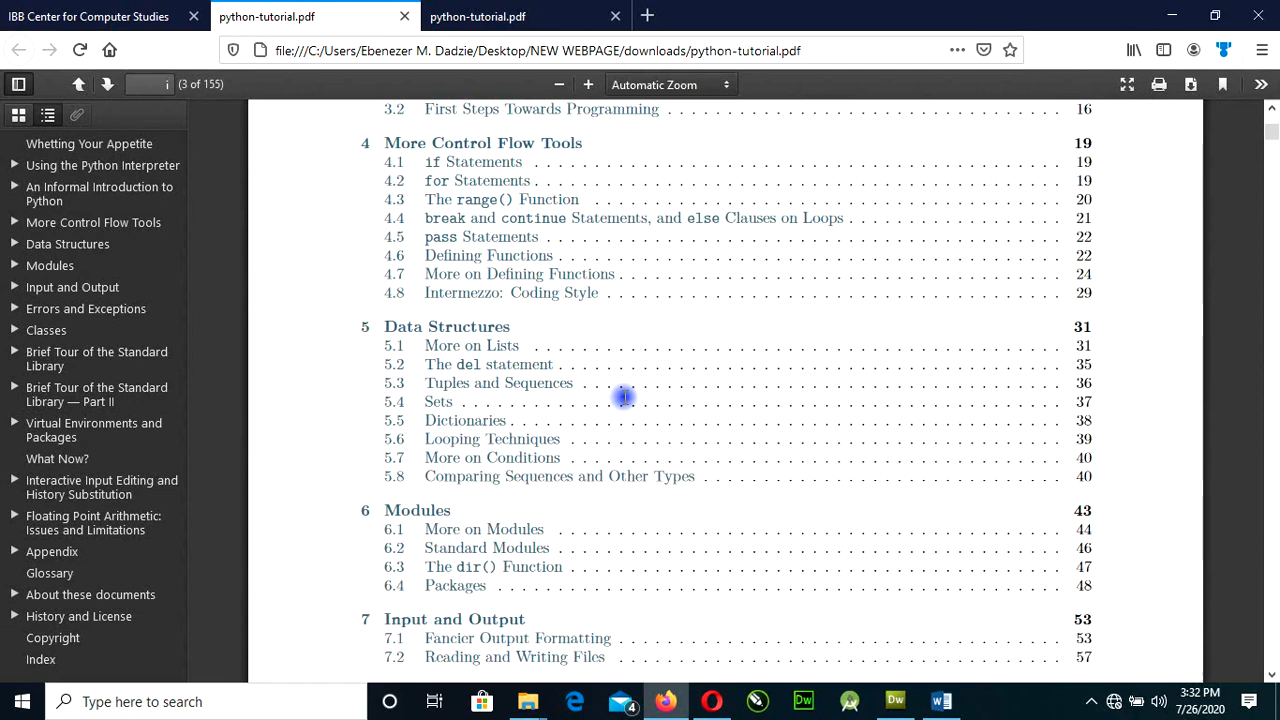 IBB Center for Computer Studies
python-tutorial.pdf
python-tutorial.pdf
file:///C:/Users/Ebenezer M. Dadzie/Desktop/NEW WEBPAGE/downloads/python-tutorial.pdf
i (3 of 155)
Automatic Zoom
Whetting Your Appetite
Using the Python Interpreter
An Informal Introduction to
Python
More Control Flow Tools
Data Structures
Modules
Input and Output
Errors and Exceptions
Classes
Brief Tour of the Standard
Library
Brief Tour of the Standard
Library — Part II
Virtual Environments and
Packages
What Now?
Interactive Input Editing and
History Substitution
Floating Point Arithmetic:
Issues and Limitations
Appendix
Glossary
About these documents
History and License
Copyright
Index
3.2 First Steps Towards Programming . . . . . . . . . . . . . . . . . . . . . . . . . . . . . . . . . 16
4 More Control Flow Tools 19
4.1 if Statements . . . . . . . . . . . . . . . . . . . . . . . . . . . . . . . . . . . . . . . . . . . . 19
4.2 for Statements . . . . . . . . . . . . . . . . . . . . . . . . . . . . . . . . . . . . . . . . . . . . 19
4.3 The range() Function . . . . . . . . . . . . . . . . . . . . . . . . . . . . . . . . . . . . . . . 20
4.4 break and continue Statements, and else Clauses on Loops . . . . . . . . . . . . . . . . . . 21
4.5 pass Statements . . . . . . . . . . . . . . . . . . . . . . . . . . . . . . . . . . . . . . . . . . . 22
4.6 Defining Functions . . . . . . . . . . . . . . . . . . . . . . . . . . . . . . . . . . . . . . . . . . 22
4.7 More on Defining Functions . . . . . . . . . . . . . . . . . . . . . . . . . . . . . . . . . . . . . 24
4.8 Intermezzo: Coding Style . . . . . . . . . . . . . . . . . . . . . . . . . . . . . . . . . . . . . . 29
5 Data Structures 31
5.1 More on Lists . . . . . . . . . . . . . . . . . . . . . . . . . . . . . . . . . . . . . . . . . . . . 31
5.2 The del statement . . . . . . . . . . . . . . . . . . . . . . . . . . . . . . . . . . . . . . . . . . 35
5.3 Tuples and Sequences . . . . . . . . . . . . . . . . . . . . . . . . . . . . . . . . . . . . . . . . 36
5.4 Sets . . . . . . . . . . . . . . . . . . . . . . . . . . . . . . . . . . . . . . . . . . . . . . . . . . 37
5.5 Dictionaries . . . . . . . . . . . . . . . . . . . . . . . . . . . . . . . . . . . . . . . . . . . . . . 38
5.6 Looping Techniques . . . . . . . . . . . . . . . . . . . . . . . . . . . . . . . . . . . . . . . . . 39
5.7 More on Conditions . . . . . . . . . . . . . . . . . . . . . . . . . . . . . . . . . . . . . . . . . 40
5.8 Comparing Sequences and Other Types . . . . . . . . . . . . . . . . . . . . . . . . . . . . . . 40
6 Modules 43
6.1 More on Modules . . . . . . . . . . . . . . . . . . . . . . . . . . . . . . . . . . . . . . . . . . 44
6.2 Standard Modules . . . . . . . . . . . . . . . . . . . . . . . . . . . . . . . . . . . . . . . . . . 46
6.3 The dir() Function . . . . . . . . . . . . . . . . . . . . . . . . . . . . . . . . . . . . . . . . . 47
6.4 Packages . . . . . . . . . . . . . . . . . . . . . . . . . . . . . . . . . . . . . . . . . . . . . . . 48
7 Input and Output 53
7.1 Fancier Output Formatting . . . . . . . . . . . . . . . . . . . . . . . . . . . . . . . . . . . . . 53
7.2 Reading and Writing Files . . . . . . . . . . . . . . . . . . . . . . . . . . . . . . . . . . . . . . 57
Type here to search
4
Dw
Dw
3:32 PM
7/26/2020